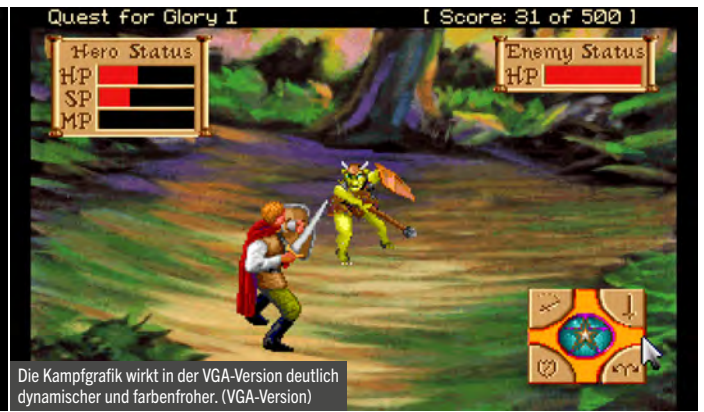 Quest for Glory I [ Score: 31 of 500 ]
Hero Status
HP
SP
MP
Enemy Status
HP
Die Kampfgrafik wirkt in der VGA-Version deutlich
dynamischer und farbenfroher. (VGA-Version)